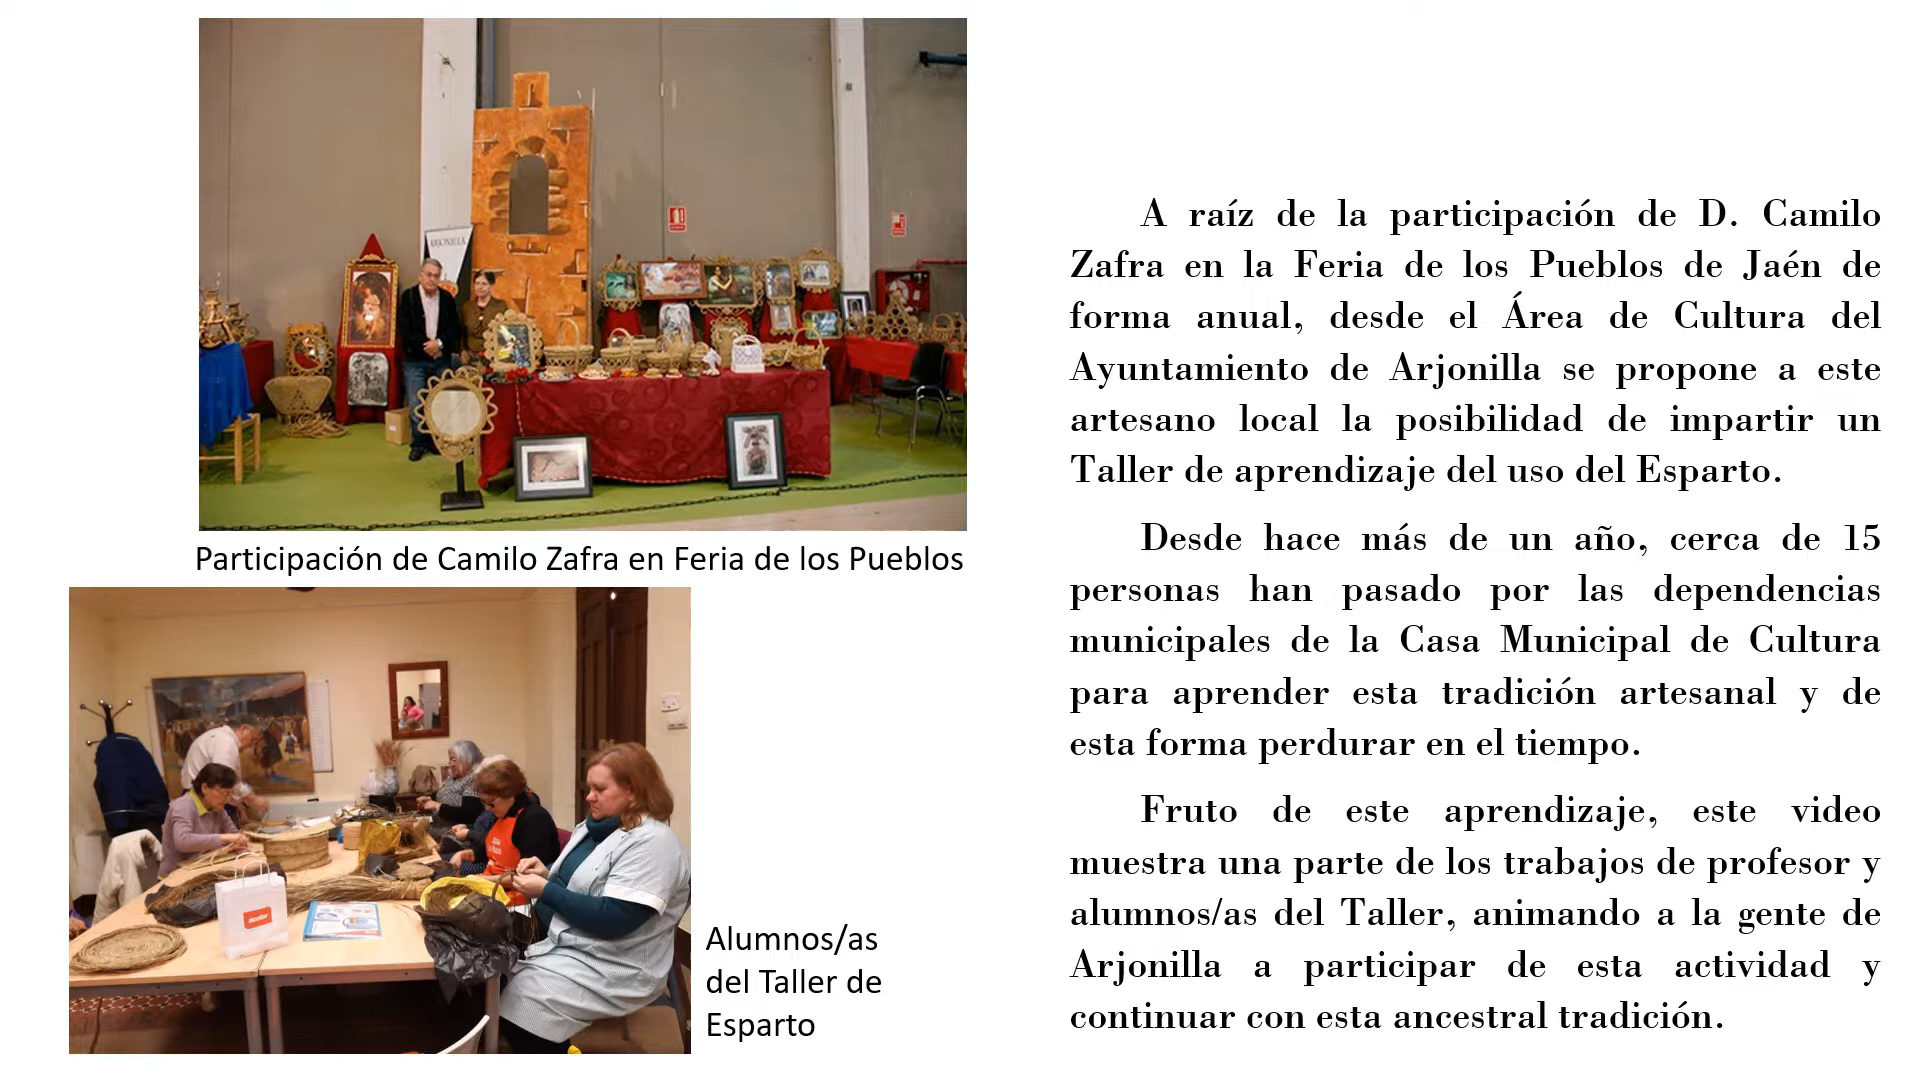 ARJONILLA
Participación de Camilo Zafra en Feria de los Pueblos
Alumnos/as
del Taller de
Esparto
A raíz de la participación de D. Camilo
Zafra en la Feria de los Pueblos de Jaén de
forma anual, desde el Área de Cultura del
Ayuntamiento de Arjonilla se propone a este
artesano local la posibilidad de impartir un
Taller de aprendizaje del uso del Esparto.
Desde hace más de un año, cerca de 15
personas han pasado por las dependencias
municipales de la Casa Municipal de Cultura
para aprender esta tradición artesanal y de
esta forma perdurar en el tiempo.
Fruto de este aprendizaje, este video
muestra una parte de los trabajos de profesor y
alumnos/as del Taller, animando a la gente de
Arjonilla a participar de esta actividad y
continuar con esta ancestral tradición.